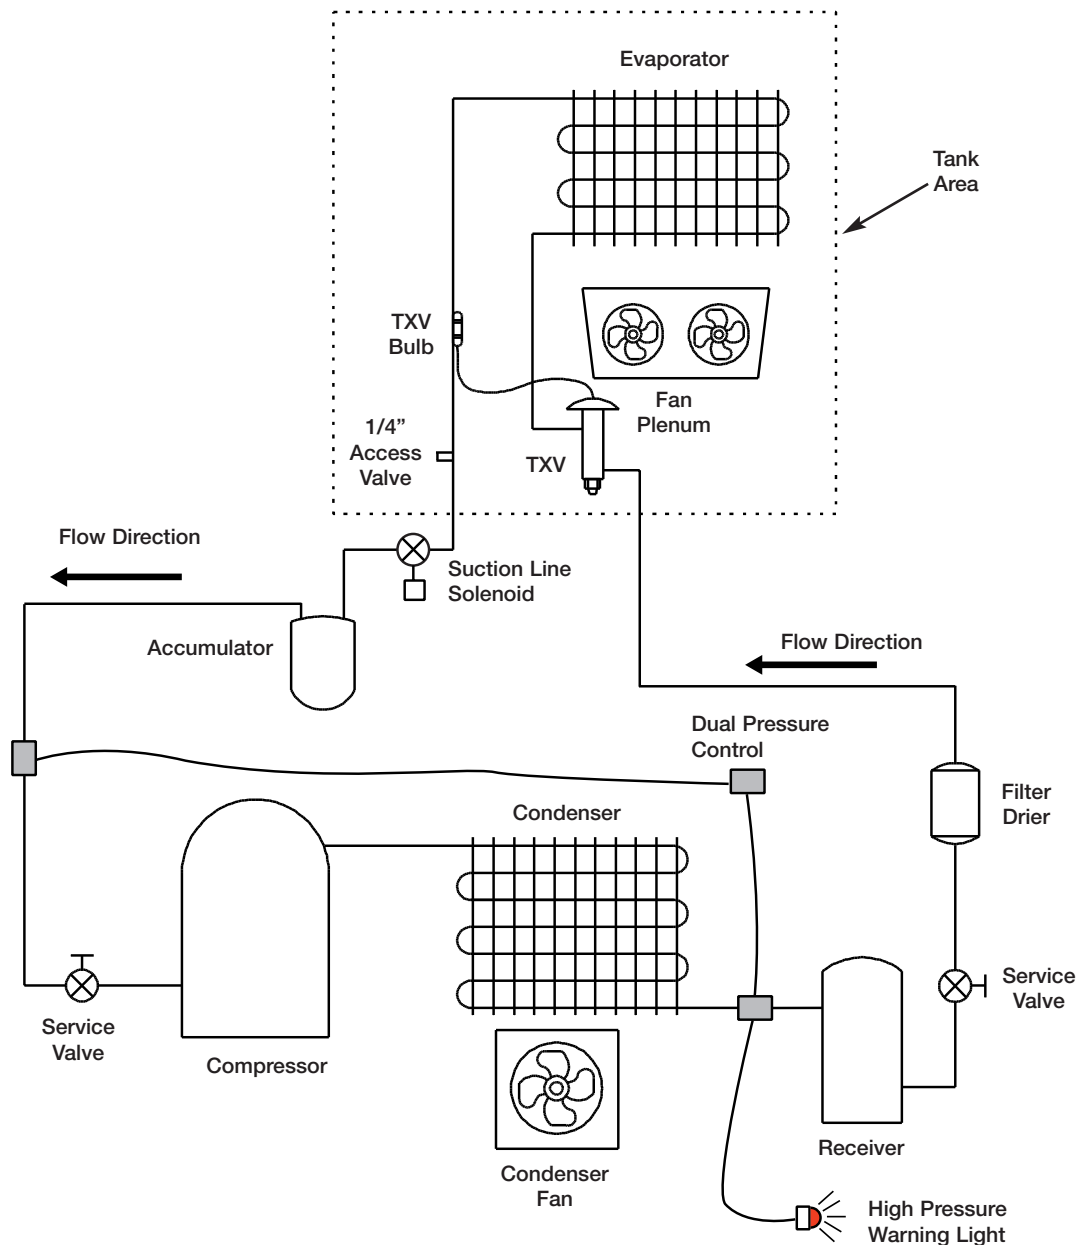 Evaporator
Tank
Area
TXV
Bulb
Fan
Plenum
1/4”
Access
Valve
TXV
Flow Direction
Suction Line
Solenoid
Accumulator
Flow Direction
Dual Pressure
Control
Filter
Drier
Condenser
Service
Valve
Service
Valve
Compressor
Receiver
Condenser
Fan
High Pressure
Warning Light